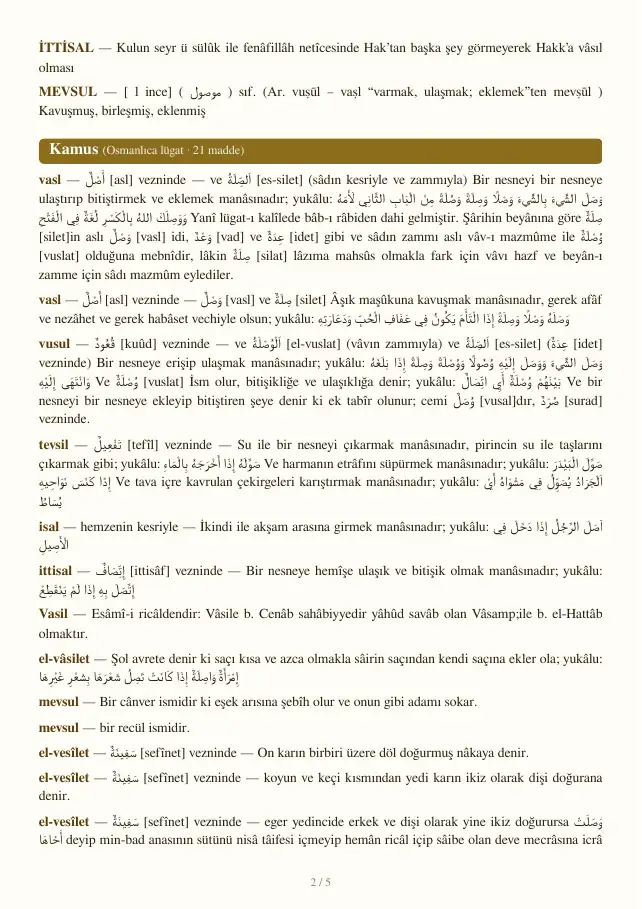 İTTİSAL — Kulun seyr ü sülûk ile fenâfillâh netîcesinde Hak’tan başka şey görmeyerek Hakk’a vâsıl
olması
MEVSUL — [ l ince] ( موصول ) sıf. (Ar. vuṣūl – vaṣl “varmak, ulaşmak; eklemek”ten mevṣūl )
Kavuşmuş, birleşmiş, eklenmiş
Kamus (Osmanlıca lügat · 21 madde)
vasl — أَصْلٌ [asl] vezninde — ve اَلصِّلَةُ [es-silet] (sâdın kesriyle ve zammıyla) Bir nesneyi bir nesneye
ulaştırıp bitiştirmek ve eklemek manâsınadır; yukâlu: وَصَلَ الشَّيءَ بِالشَّيءِ وَصْلًا وَصِلَةً وَصُلَةً مِنَ الْبَابِ الثَّانِي لَأَمَهُ
وَوَصِلَكَ اللهُ بِالْكَسْرِ لُغَةٌ فِي الْفَتْحِ Yanî lügat-ı kalîlede bâb-ı râbiden dahi gelmiştir. Şârihin beyânına göre صِلَةٌ
[silet]in aslı وَصْلٌ [vasl] idi, وَعْدٌ [vad] ve عِدَةٌ [idet] gibi ve sâdın zammı aslı vâv-ı mazmûme ile وُصْلَةٌ
[vuslat] olduğuna mebnîdir, lâkin صِلَةٌ [silat] lâzıma mahsûs olmakla fark için vâvı hazf ve beyân-ı
zamme için sâdı mazmûm eylediler.
vasl — أَصْلٌ [asl] vezninde — وَصْلٌ [vasl] ve صِلَةٌ [silet] Âşık maşûkuna kavuşmak manâsınadır, gerek afâf
ve nezâhet ve gerek habâset vechiyle olsun; yukâlu: وَصَلَهُ وَصْلًا وَصِلَةً إِذَا الْتَأَمَ يَكُونُ فِي عَفَافِ الْحُبِّ وَدَعَارَتِهِ
vusul — قُعُودٌ [kuûd] vezninde — ve اَلْوُصْلَةُ [el-vuslat] (vâvın zammıyla) ve اَلصِّلَةُ [es-silet] (عِدَةٌ [idet]
vezninde) Bir nesneye erişip ulaşmak manâsınadır; yukâlu: وَصَلَ الشَّيءَ وَوَصَلَ إِلَيْهِ وُصُولًا وَوُصْلَةً وَصِلَةً إِذَا بَلَغَهُ
وَانْتَهَى إِلَيْهِ Ve وُصْلَةٌ [vuslat] İsm olur, bitişikliğe ve ulaşıklığa denir; yukâlu: بَيْنَهُمْ وُصْلَةٌ أَيِ اتِّصَالٌ Ve bir
nesneyi bir nesneye ekleyip bitiştiren şeye denir ki ek tabîr olunur; cemi وُصَلٌ [vusal]dır, صُرَدٌ [surad]
vezninde.
tevsil — تَفْعِيلٌ [tefîl] vezninde — Su ile bir nesneyi çıkarmak manâsınadır, pirincin su ile taşlarını
çıkarmak gibi; yukâlu: صَوَّلَهُ إِذَا أَخْرَجَهُ بِالْمَاءِ Ve harmanın etrâfını süpürmek manâsınadır; yukâlu: صَوَّلَ الْبَيْدَرَ
إِذَا كَنَسَ نَوَاحِيهِ Ve tava içre kavrulan çekirgeleri karıştırmak manâsınadır; yukâlu: اَلْجَرَادُ يُصَوَّلُ فِي مَشْوَاهُ أَيْ
يُسَاطُ
isal — hemzenin kesriyle — İkindi ile akşam arasına girmek manâsınadır; yukâlu: آصَلَ الرَّجُلُ إِذَا دَخَلَ فِي
الْأَصِيلِ
ittisal — إِتِّصَافٌ [ittisâf] vezninde — Bir nesneye hemîşe ulaşık ve bitişik olmak manâsınadır; yukâlu:
إِتَّصَلَ بِهِ إِذَا لَمْ يَنْقَطِعْ
Vasil — Esâmî-i ricâldendir: Vâsile b. Cenâb sahâbiyyedir yâhûd savâb olan Vâsamp;ile b. el-Hattâb
olmaktır.
el-vâsilet — Şol avrete denir ki saçı kısa ve azca olmakla sâirin saçından kendi saçına ekler ola; yukâlu:
إِمْرَأَةٌ وَاصِلَةٌ إِذَا كَانَتْ تَصِلُ شَعْرَهَا بِشَعْرِ غَيْرِهَا
mevsul — Bir cânver ismidir ki eşek arısına şebîh olur ve onun gibi adamı sokar.
mevsul — bir recül ismidir.
el-vesîlet — سَفِينَةٌ [sefînet] vezninde — On karın birbiri üzere döl doğurmuş nâkaya denir.
el-vesîlet — سَفِينَةٌ [sefînet] vezninde — koyun ve keçi kısmından yedi karın ikiz olarak dişi doğurana
denir.
el-vesîlet — سَفِينَةٌ [sefînet] vezninde — eger yedincide erkek ve dişi olarak yine ikiz doğurursa وَصَلَتْ
أَخَاهَا deyip min-bad anasının sütünü nisâ tâifesi içmeyip hemân ricâl içip sâibe olan deve mecrâsına icrâ
2 / 5